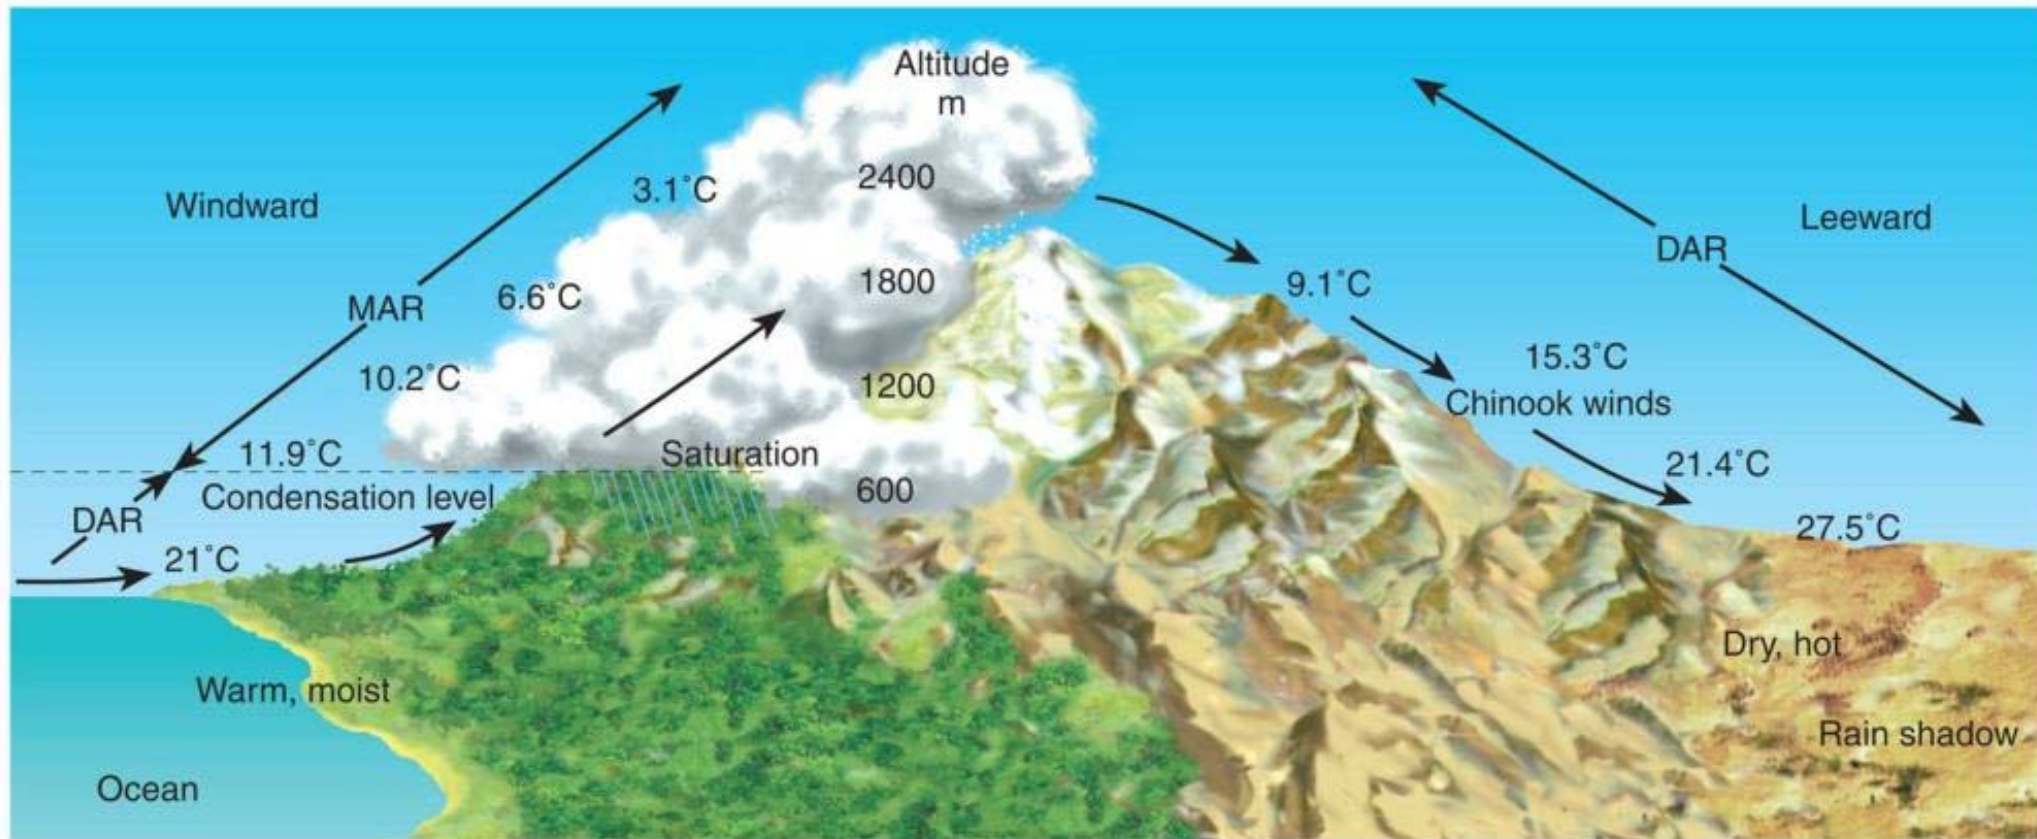 Altitude
m
2400
1800
1200
600
Windward
MAR
3.1˚C
6.6˚C
10.2˚C
11.9˚C
Condensation level
Saturation
DAR
21˚C
Warm, moist
Ocean
Leeward
DAR
9.1˚C
15.3˚C
Chinook winds
21.4˚C
27.5˚C
Dry, hot
Rain shadow